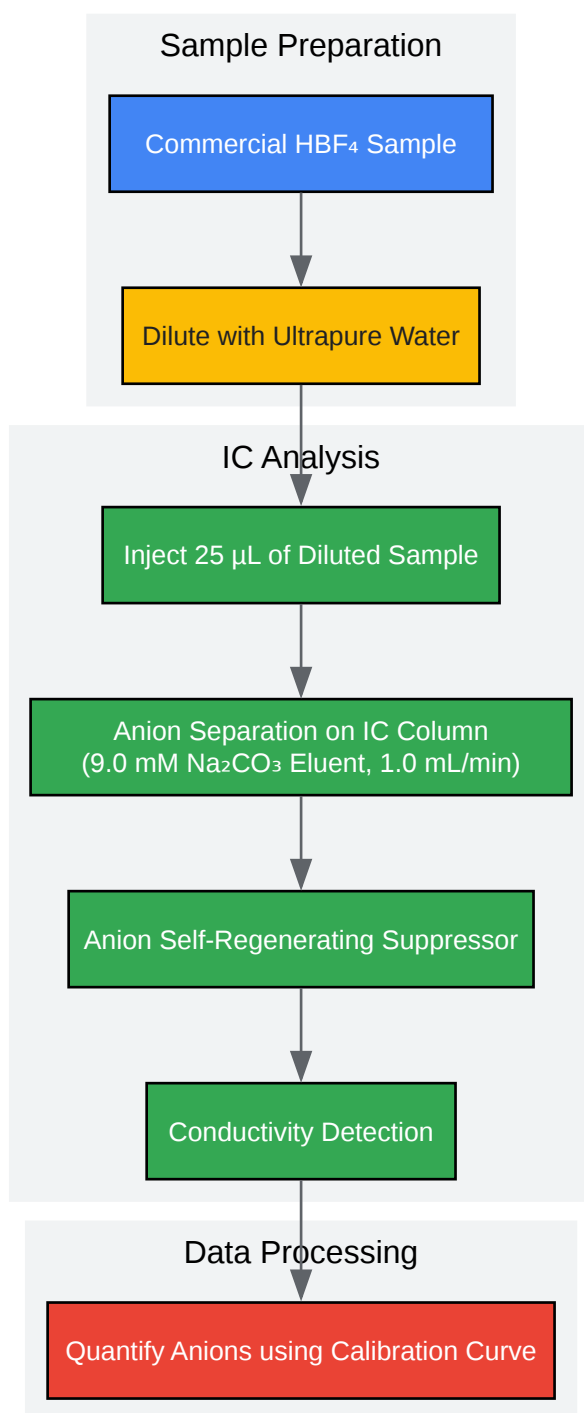 Sample Preparation
Commercial HBF₄ Sample
Dilute with Ultrapure Water
IC Analysis
Inject 25 µL of Diluted Sample
Anion Separation on IC Column
(9.0 mM Na₂CO₃ Eluent, 1.0 mL/min)
Anion Self-Regenerating Suppressor
Conductivity Detection
Data Processing
Quantify Anions using Calibration Curve